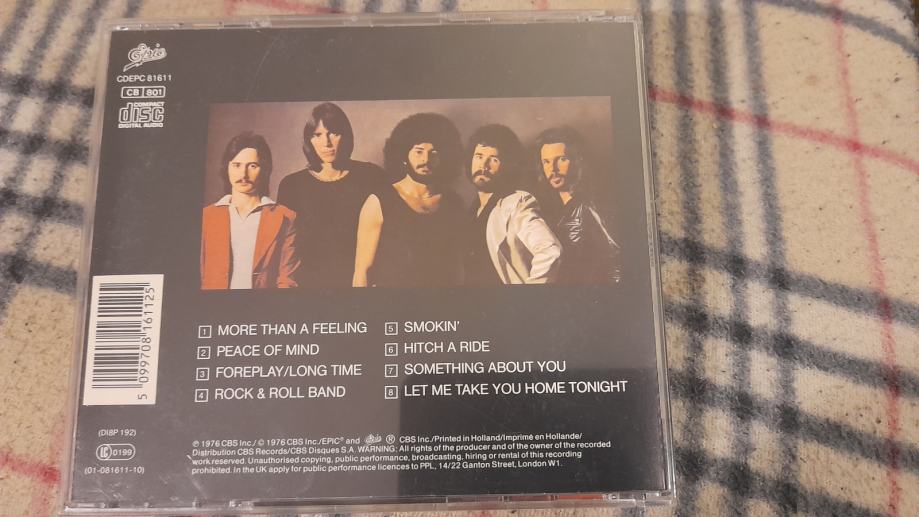 Epic
CDEPC 81611
CB 801
COMPACT
disc
DIGITAL AUDIO
1 MORE THAN A FEELING
2 PEACE OF MIND
3 FOREPLAY/LONG TIME
4 ROCK & ROLL BAND
5 SMOKIN'
6 HITCH A RIDE
7 SOMETHING ABOUT YOU
8 LET ME TAKE YOU HOME TONIGHT
5 099708 161125
(DIDP 192)
LC 0199
(01-081611-10)
℗ 1976 CBS Inc./ © 1976 CBS Inc./EPIC® and Epic ® CBS Inc./Printed in Holland/Imprimé en Hollande/
Distribution CBS Records/CBS Disques S.A. WARNING: All rights of the producer and of the owner of the recorded
work reserved. Unauthorised copying, public performance, broadcasting, hiring or rental of this recording
prohibited. In the UK apply for public performance licences to PPL, 14/22 Ganton Street, London W1.